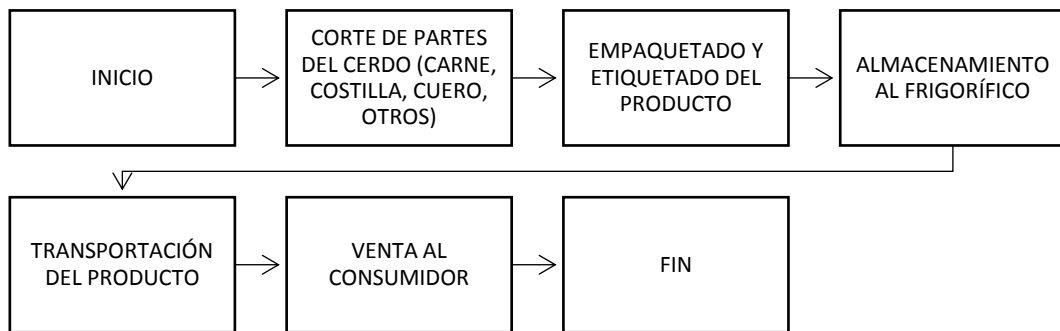 INICIO
CORTE DE PARTES
DEL CERDO (CARNE,
COSTILLA, CUERO,
OTROS)
EMPAQUETADO Y
ETIQUETADO DEL
PRODUCTO
ALMACENAMIENTO
AL FRIGORÍFICO
TRANSPORTACIÓN
DEL PRODUCTO
VENTA AL
CONSUMIDOR
FIN